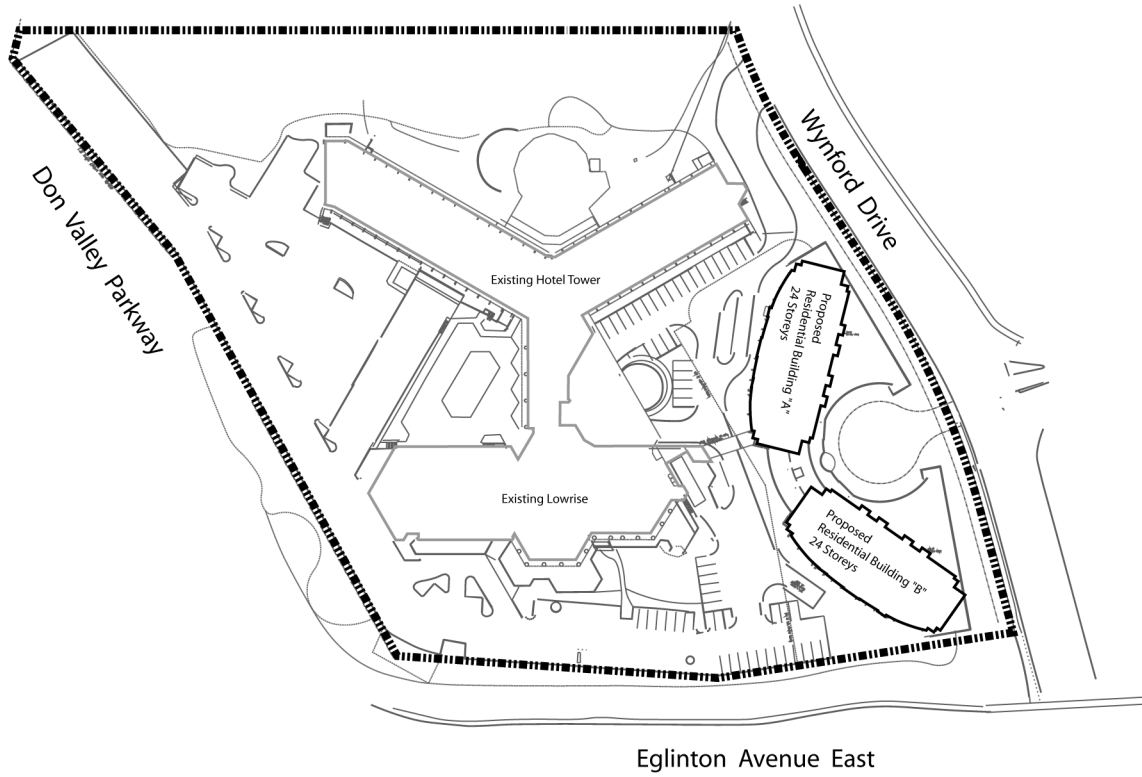 Wynford Drive
Don Valley Parkway
Existing Hotel Tower
Proposed
Residential Building "A"
24 Storeys
Existing Lowrise
Proposed
Residential Building "B"
24 Storeys
Eglinton Avenue East